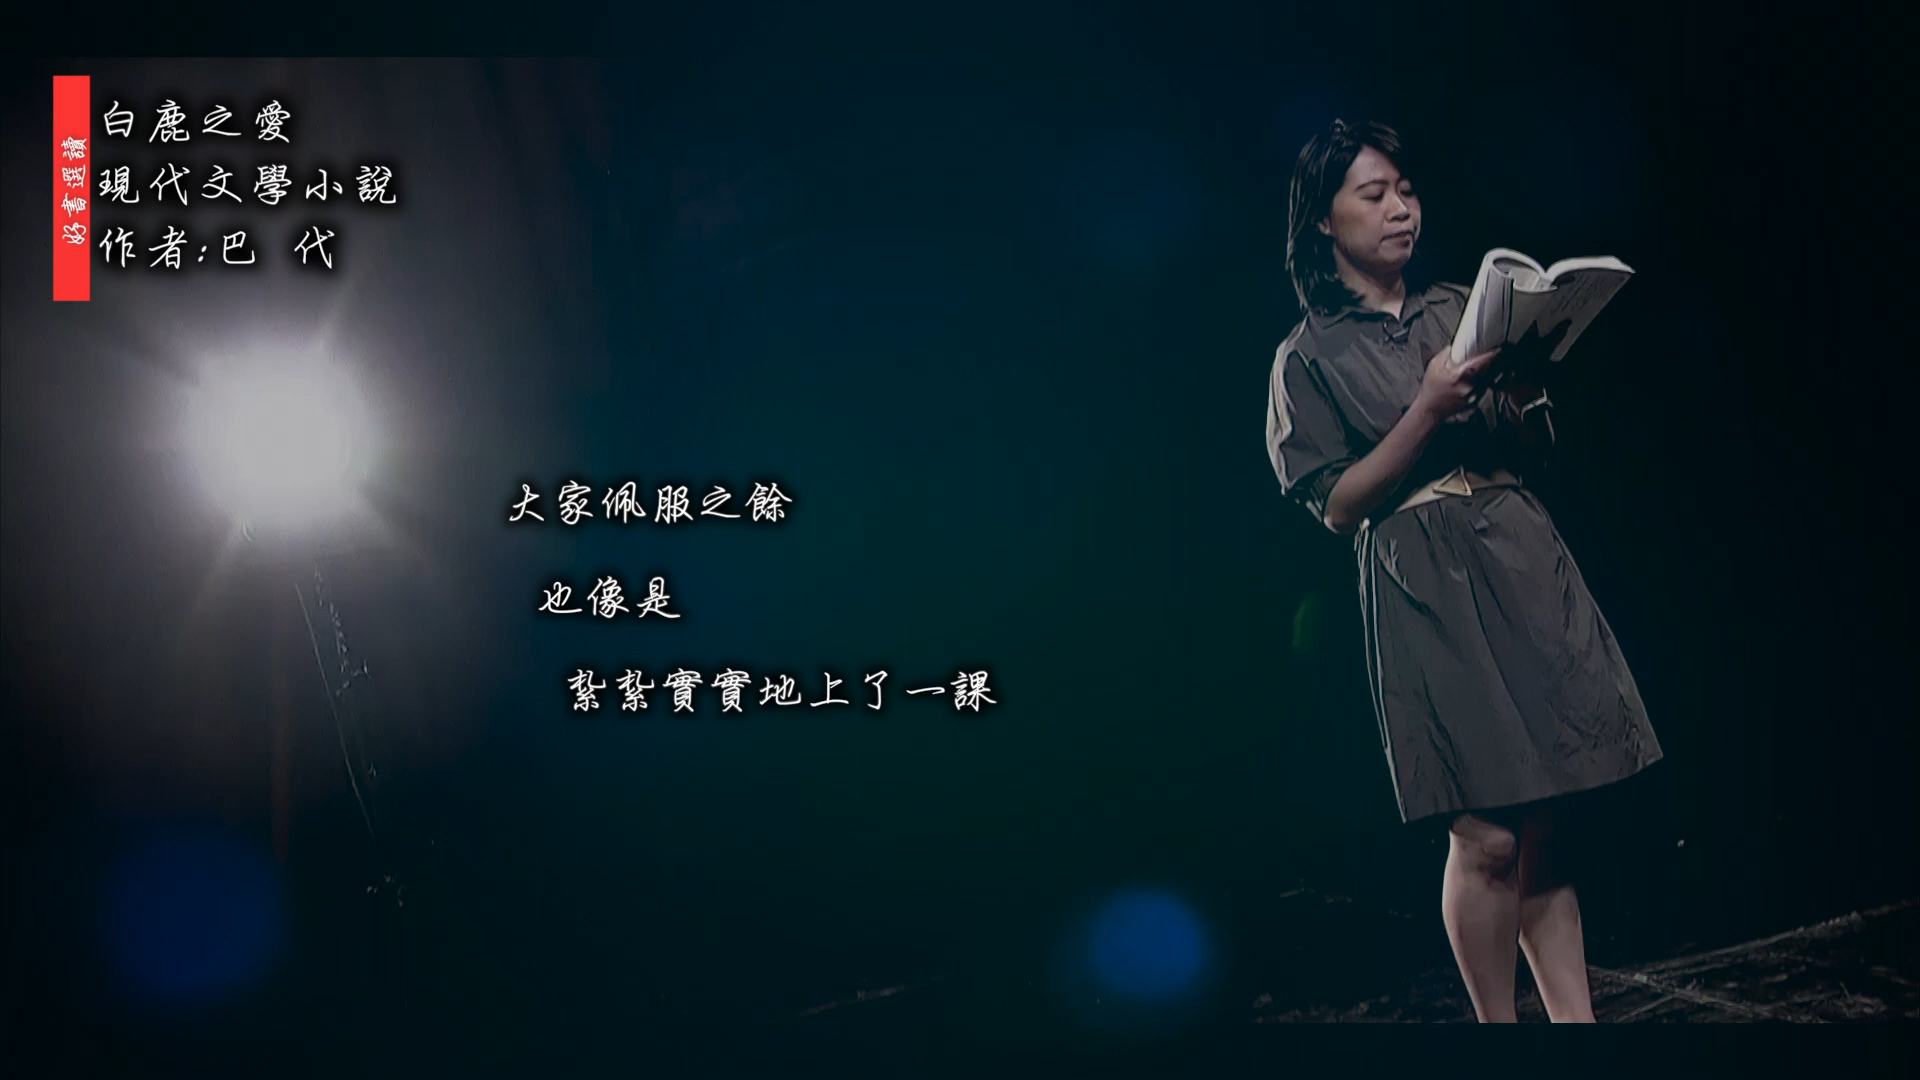 好書選讀
白鹿之愛
現代文學小說
作者:巴 代
大家佩服之餘
也像是
紮紮實實地上了一課